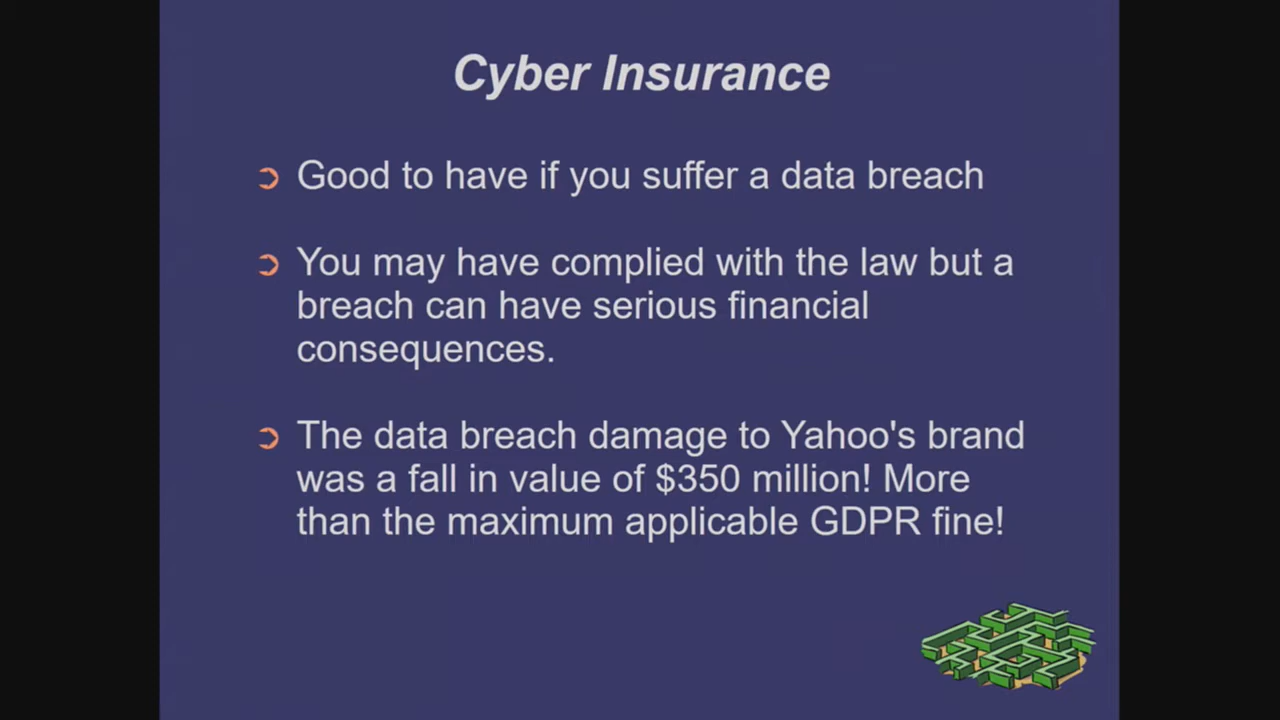 Cyber Insurance
Good to have if you suffer a data breach
You may have complied with the law but a
breach can have serious financial
consequences.
The data breach damage to Yahoo's brand
was a fall in value of $350 million! More
than the maximum applicable GDPR fine!